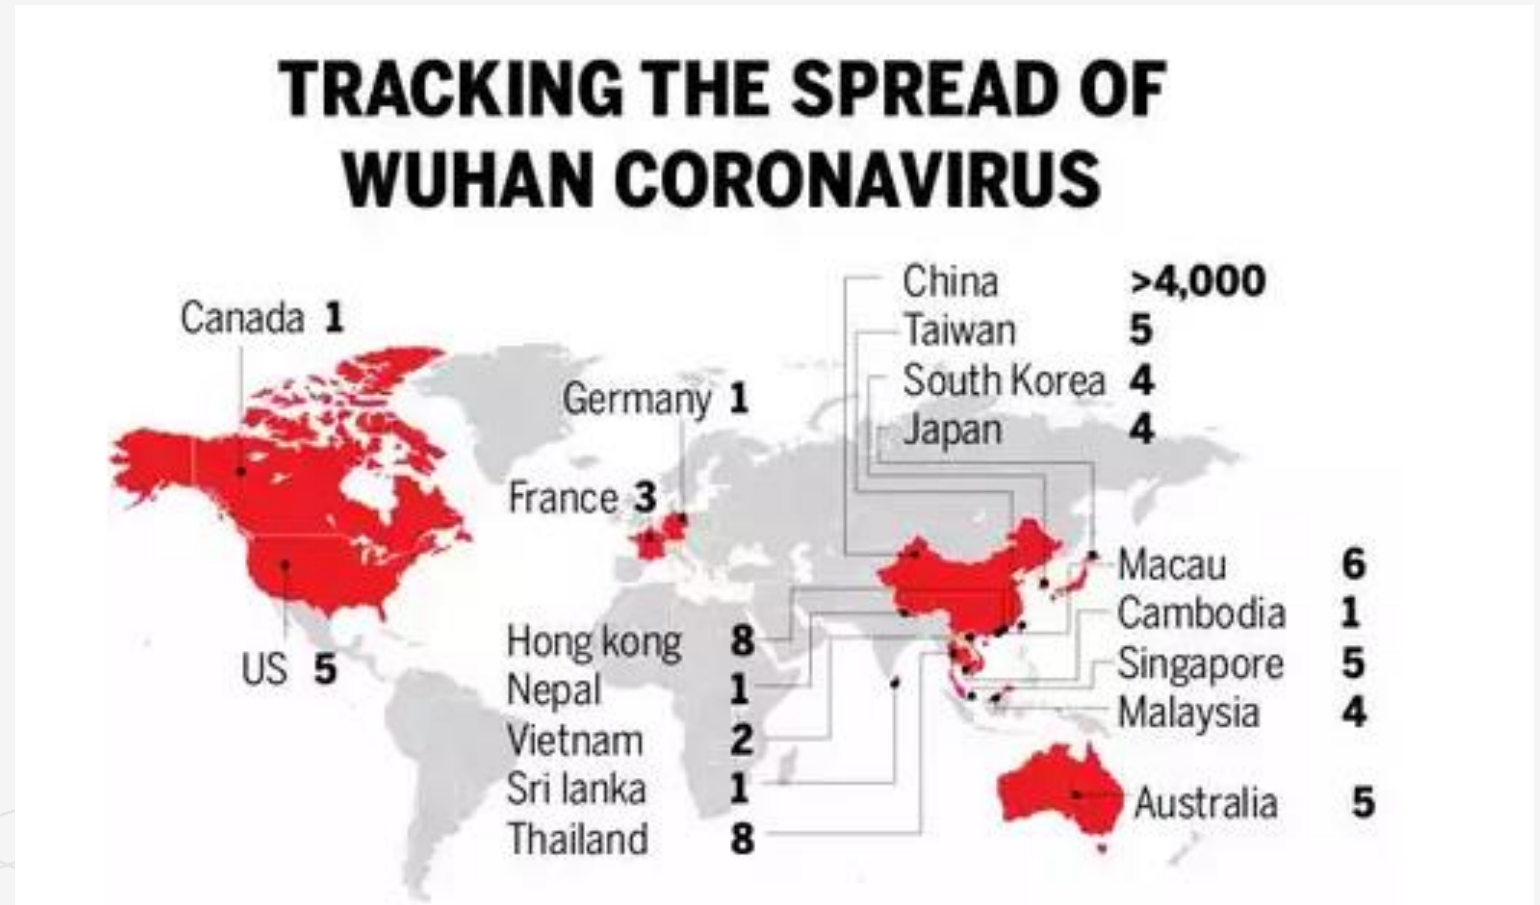 TRACKING THE SPREAD OF
WUHAN CORONAVIRUS
Canada 1
US 5
Germany 1
France 3
China >4,000
Taiwan 5
South Korea 4
Japan 4
Hong kong 8
Nepal 1
Vietnam 2
Sri lanka 1
Thailand 8
Macau 6
Cambodia 1
Singapore 5
Malaysia 4
Australia 5